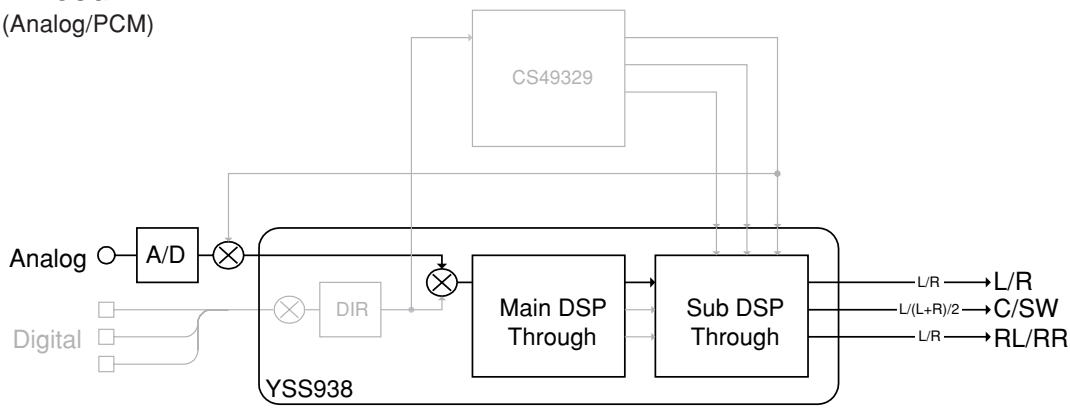 (Analog/PCM)
CS49329
Analog
A/D
Digital
DIR
Main DSP
Through
Sub DSP
Through
L/R
L/R
L/(L+R)/2
C/SW
L/R
RL/RR
YSS938